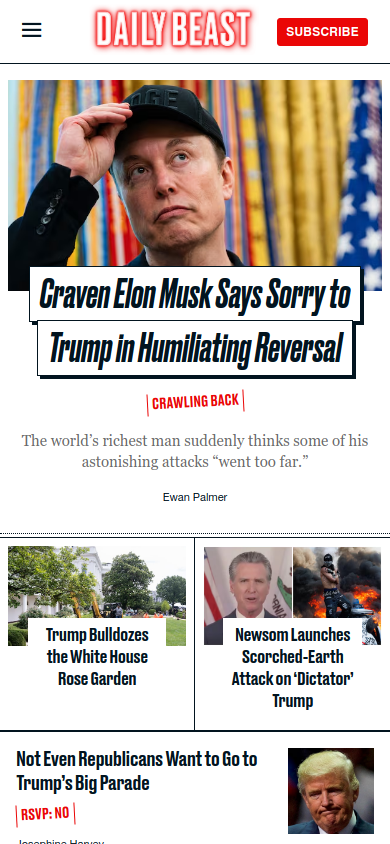 DAILY BEAST
SUBSCRIBE
DOGE
Craven Elon Musk Says Sorry to
Trump in Humiliating Reversal
CRAWLING BACK
The world’s richest man suddenly thinks some of his
astonishing attacks “went too far.”
Ewan Palmer
Trump Bulldozes
the White House
Rose Garden
Newsom Launches
Scorched-Earth
Attack on ‘Dictator’
Trump
Not Even Republicans Want to Go to
Trump’s Big Parade
RSVP: NO
Josephine Harvey